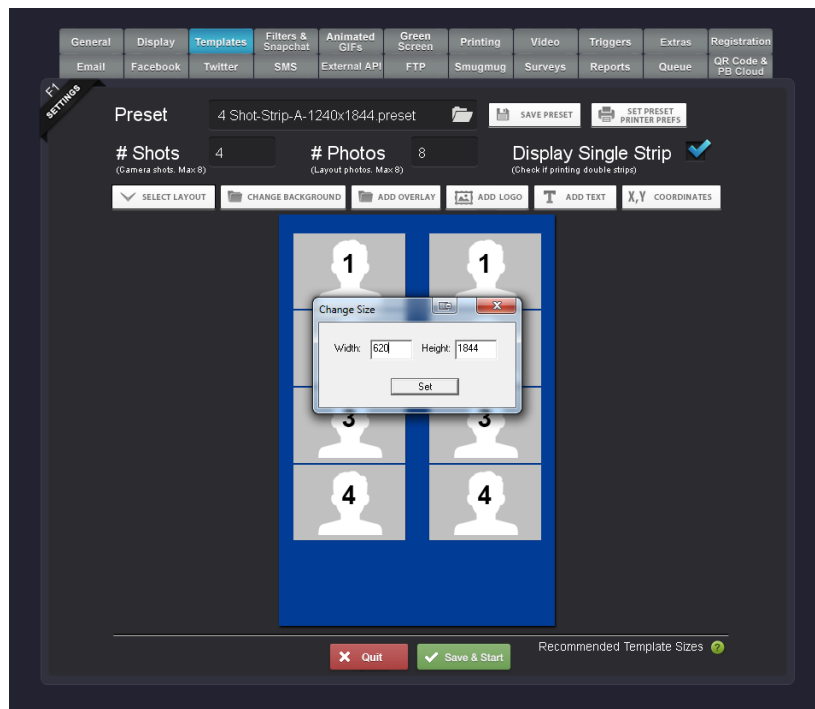 General Display Templates Filters & Snapchat Animated GIFs Green Screen Printing Video Triggers Extras Registration
Email Facebook Twitter SMS External API FTP Smugmug Surveys Reports Queue QR Code & PB Cloud
F1
SETTINGS
Preset 4 Shot-Strip-A-1240x1844.preset SAVE PRESET SET PRESET PRINTER PREFS
# Shots 4 # Photos 8 Display Single Strip
(Camera shots. Max 8) (Layout photos. Max 8) (Check if printing double strips)
SELECT LAYOUT CHANGE BACKGROUND ADD OVERLAY ADD LOGO T ADD TEXT X,Y COORDINATES
1 1
Change Size
Width: 620 Height: 1844
Set
3 3
4 4
Recommended Template Sizes ?
Quit Save & Start